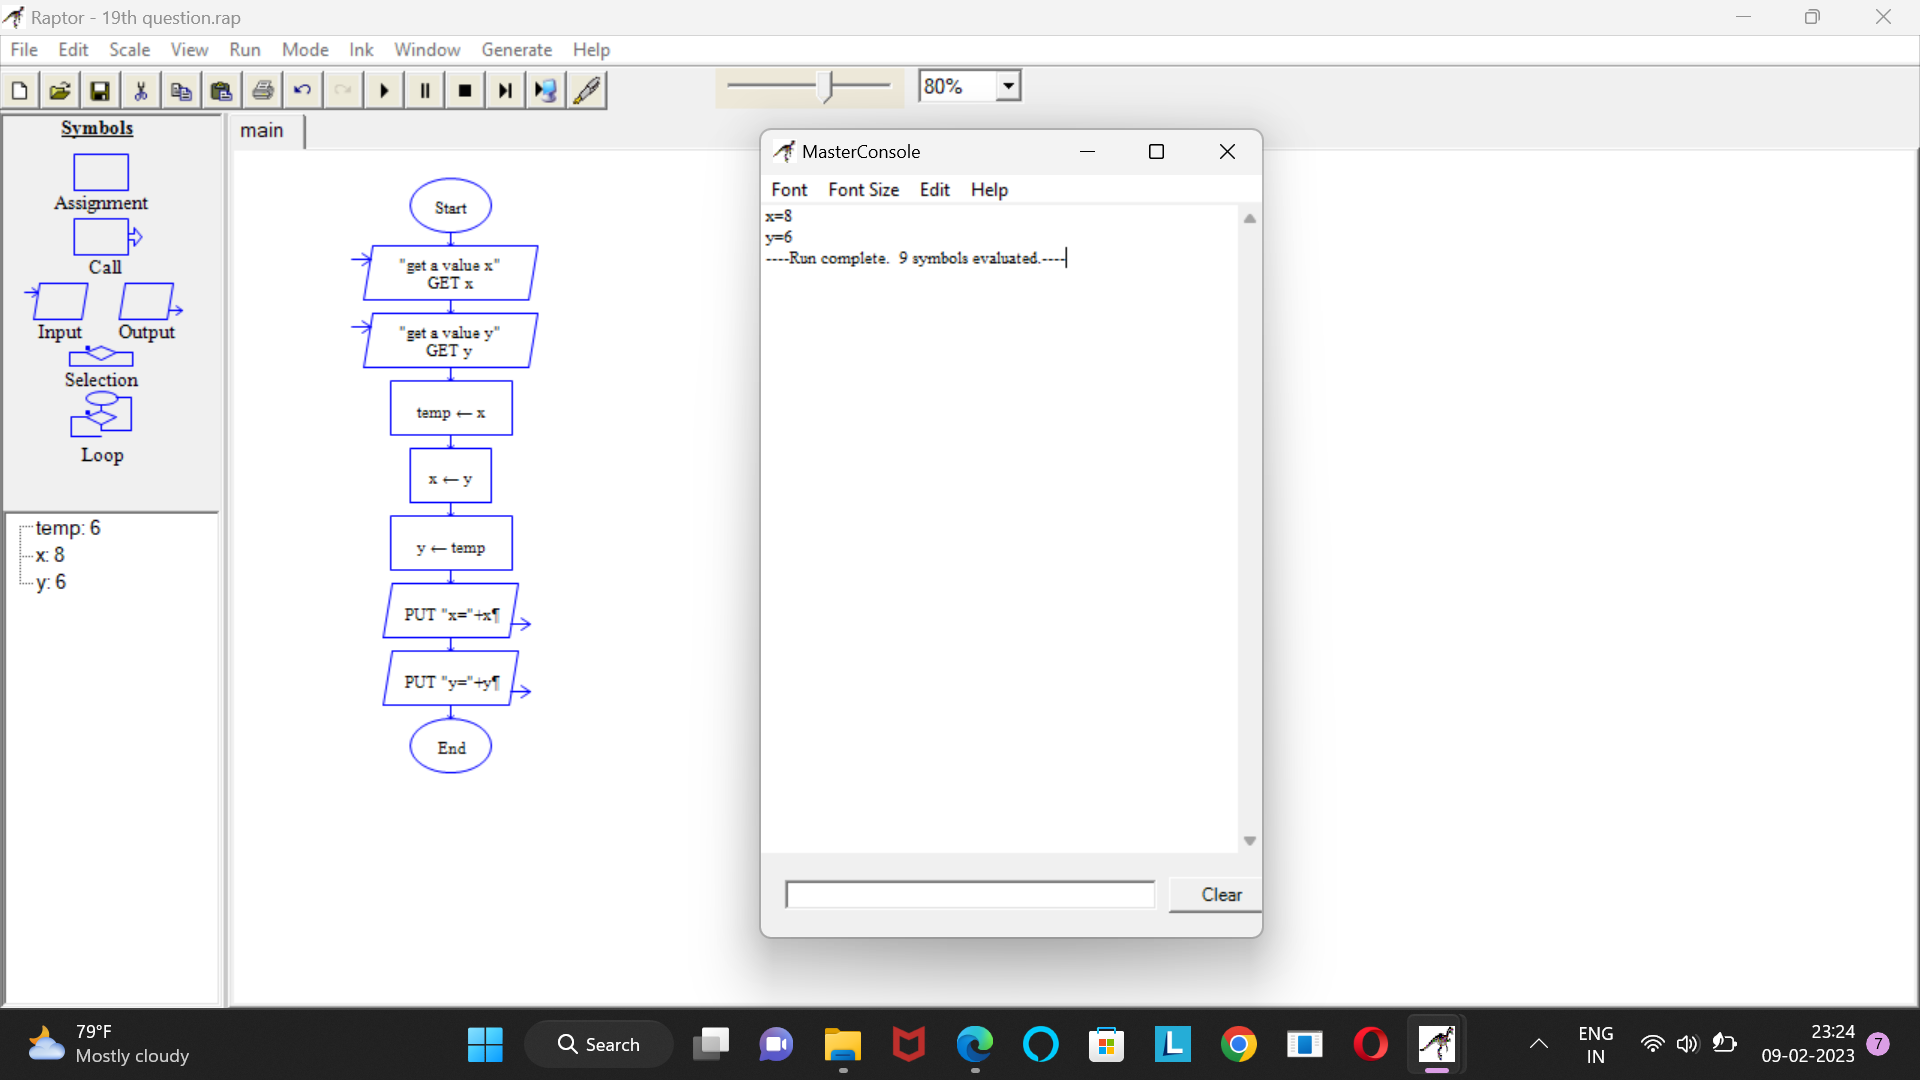 Raptor - 19th question.rap
File Edit Scale View Run Mode Ink Window Generate Help
80%
Symbols
Assignment
Call
Input Output
Selection
Loop
temp: 6
x: 8
y: 6
main
Start
"get a value x"
GET x
"get a value y"
GET y
temp ← x
x ← y
y ← temp
PUT "x="+x¶
PUT "y="+y¶
End
MasterConsole
Font Font Size Edit Help
x=8
y=6
----Run complete. 9 symbols evaluated.----
Clear
79°F
Mostly cloudy
Search
L
ENG
IN
23:24
09-02-2023
7